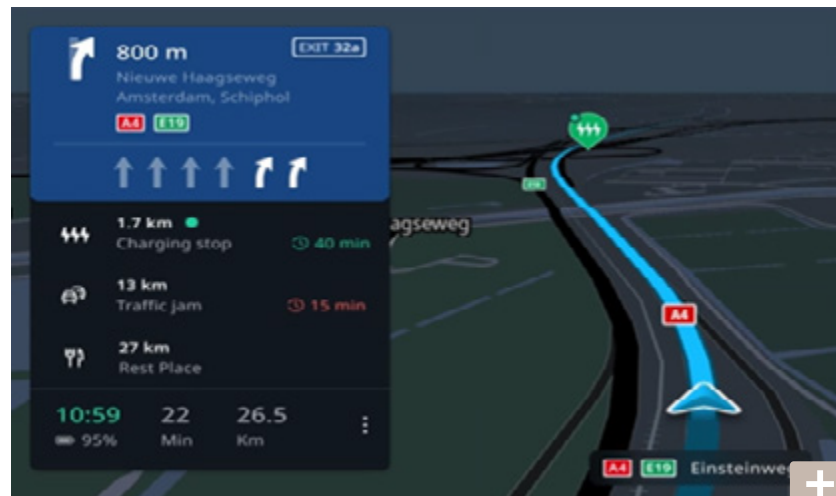 800 m
EXIT 32a
Nieuwe Haagseweg
Amsterdam, Schiphol
A4 E19
1.7 km
Charging stop
40 min
13 km
Traffic jam
15 min
27 km
Rest Place
10:59 22 26.5
95% Min Km
agseweg
A4
A4 E19 Einsteinwe